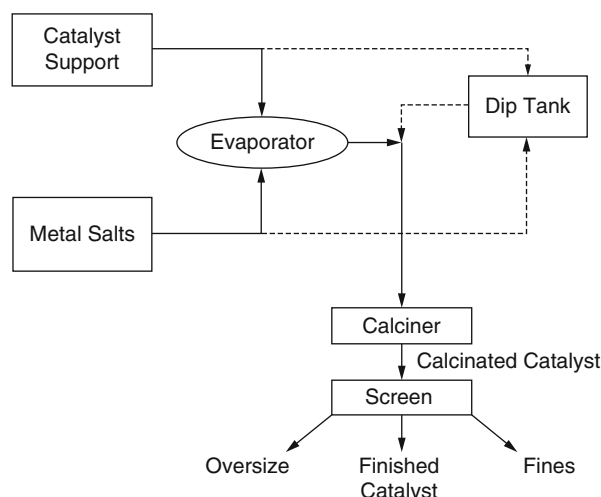 Catalyst
Support
Dip Tank
Evaporator
Metal Salts
Calciner
Calcinated Catalyst
Screen
Oversize
Finished
Catalyst
Fines